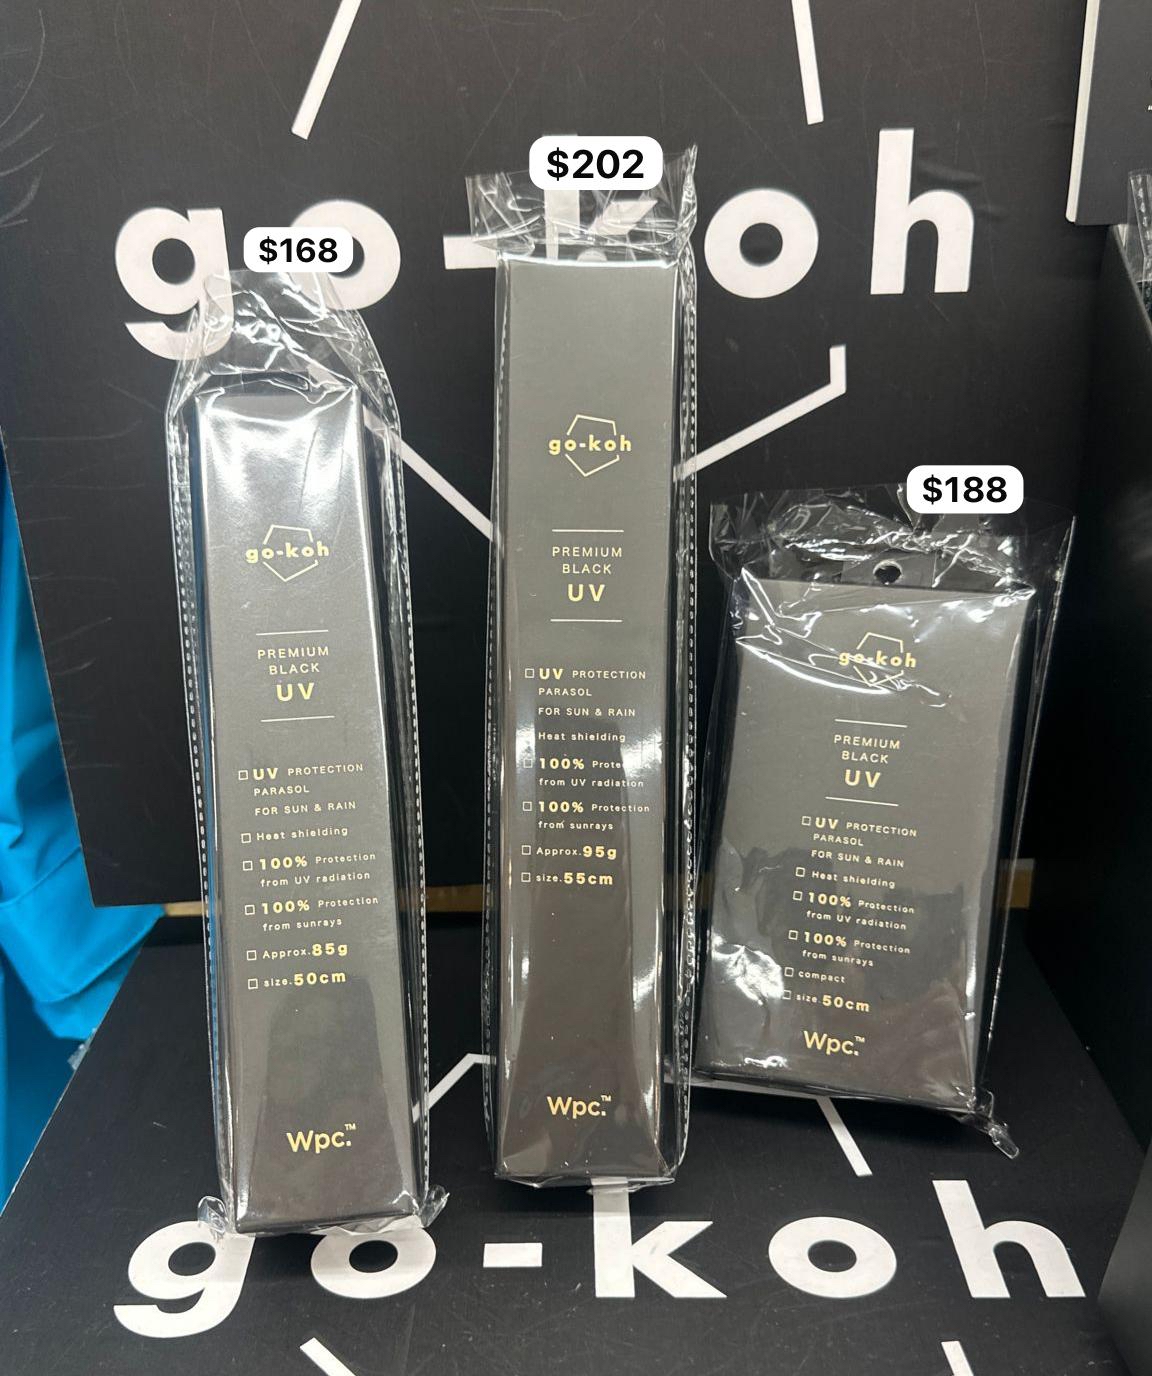 go-koh
$168
$202
$188
go-koh
PREMIUM
BLACK
UV
UV PROTECTION
PARASOL
FOR SUN & RAIN
Heat shielding
100% Protection
from UV radiation
100% Protection
from sunrays
Approx.85g
size.50cm
Wpc.™
go-koh
PREMIUM
BLACK
UV
UV PROTECTION
PARASOL
FOR SUN & RAIN
Heat shielding
100%
from UV radiation
100% Protection
from sunrays
Approx.95g
size.55cm
Wpc.™
go-koh
PREMIUM
BLACK
UV
UV PROTECTION
PARASOL
FOR SUN & RAIN
Heat shielding
100% Protection
from UV radiation
100% Protection
from sunrays
compact
size.50cm
Wpc.™
go-koh